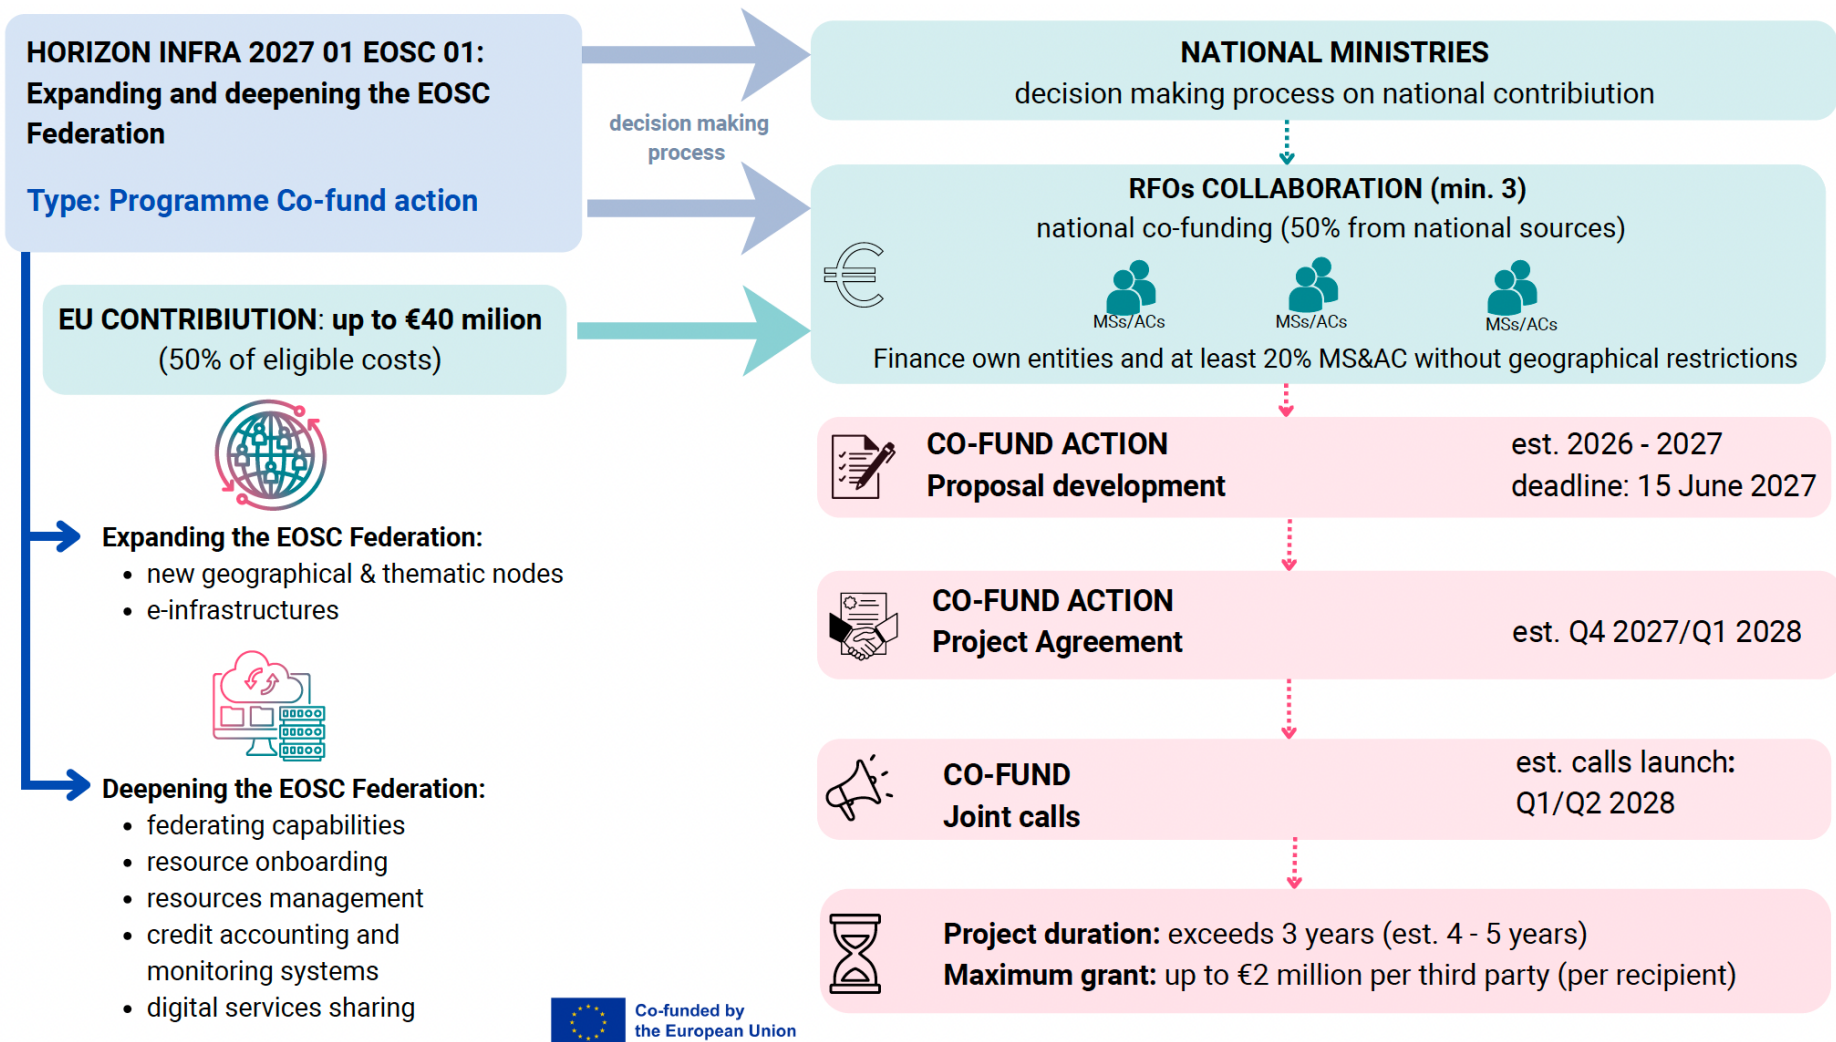 HORIZON INFRA 2027 01 EOSC 01:
Expanding and deepening the EOSC
Federation
Type: Programme Co-fund action
decision making
process
NATIONAL MINISTRIES
decision making process on national contribiution
RFOs COLLABORATION (min. 3)
national co-funding (50% from national sources)
MSs/ACs
MSs/ACs
MSs/ACs
Finance own entities and at least 20% MS&AC without geographical restrictions
EU CONTRIBIUTION: up to €40 milion
(50% of eligible costs)
Expanding the EOSC Federation:
• new geographical & thematic nodes
• e-infrastructures
Deepening the EOSC Federation:
• federating capabilities
• resource onboarding
• resources management
• credit accounting and
monitoring systems
• digital services sharing
CO-FUND ACTION
Proposal development
est. 2026 - 2027
deadline: 15 June 2027
CO-FUND ACTION
Project Agreement
est. Q4 2027/Q1 2028
CO-FUND
Joint calls
est. calls launch:
Q1/Q2 2028
Project duration: exceeds 3 years (est. 4 - 5 years)
Maximum grant: up to €2 million per third party (per recipient)
Co-funded by
the European Union